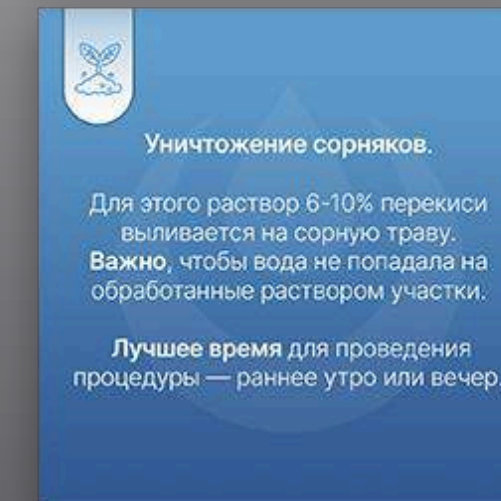 Уничтожение сорняков.
Для этого раствор 6-10% перекиси
выливается на сорную траву.
Важно, чтобы вода не попадала на
обработанные раствором участки.
Лучшее время для проведения
процедуры — раннее утро или вечер.